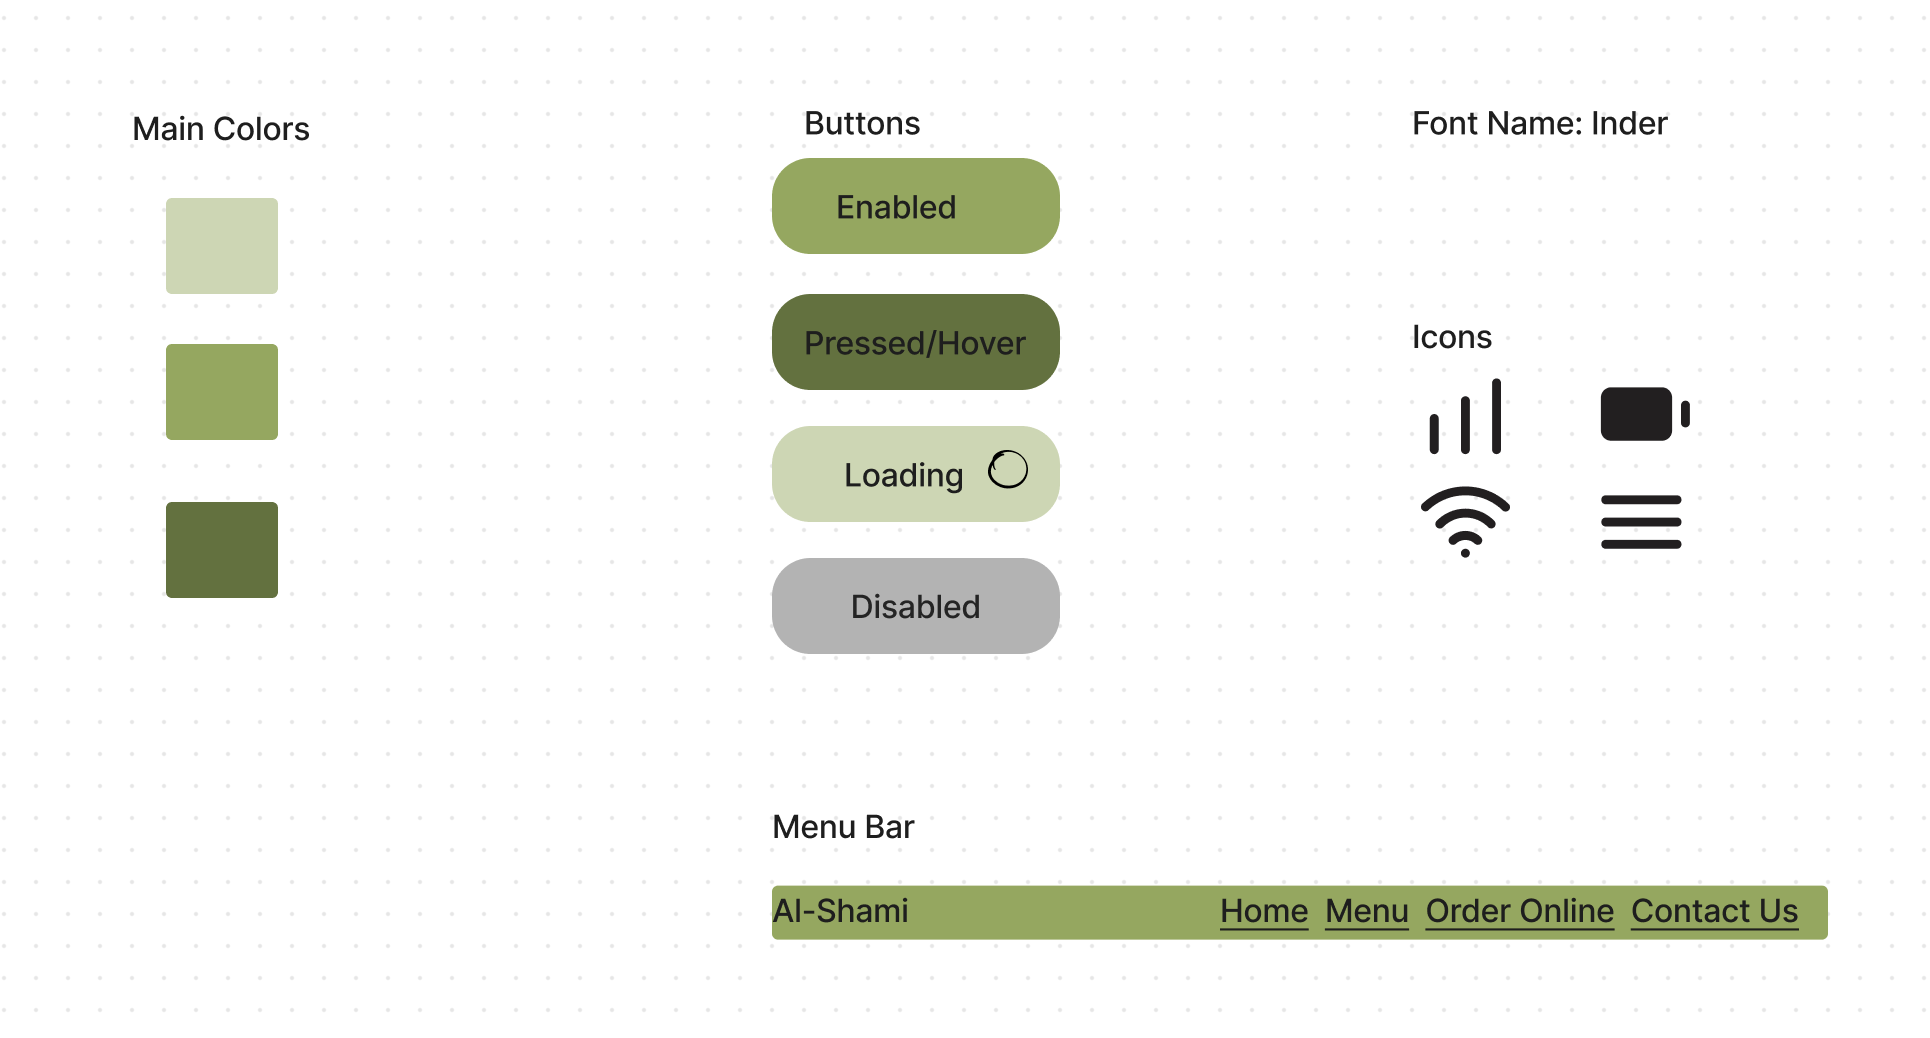 Main Colors
Buttons
Enabled
Pressed/Hover
Loading
Disabled
Font Name: Inder
Icons
Menu Bar
Al-Shami Home Menu Order Online Contact Us